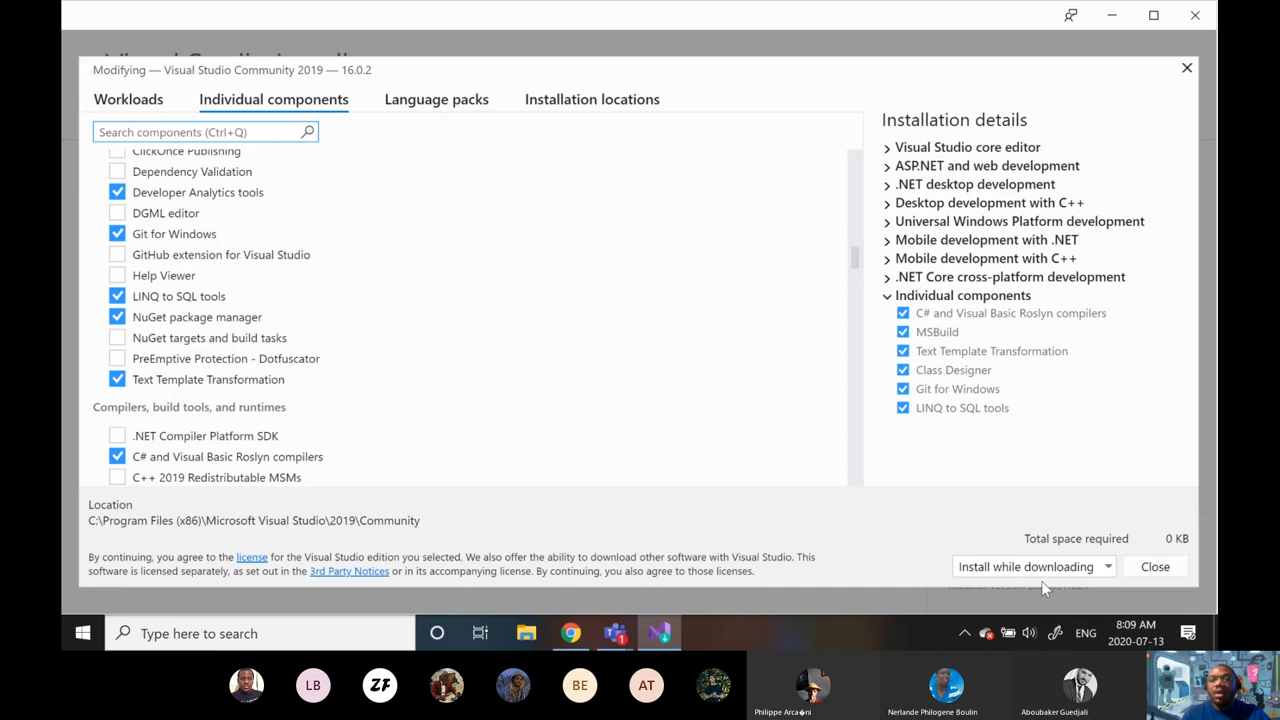 Modifying — Visual Studio Community 2019 — 16.0.2
Workloads
Individual components
Language packs
Installation locations
Search components (Ctrl+Q)
ClickOnce Publishing
Dependency Validation
Developer Analytics tools
DGML editor
Git for Windows
GitHub extension for Visual Studio
Help Viewer
LINQ to SQL tools
NuGet package manager
NuGet targets and build tasks
PreEmptive Protection - Dotfuscator
Text Template Transformation
Compilers, build tools, and runtimes
.NET Compiler Platform SDK
C# and Visual Basic Roslyn compilers
C++ 2019 Redistributable MSMs
Installation details
Visual Studio core editor
ASP.NET and web development
.NET desktop development
Desktop development with C++
Universal Windows Platform development
Mobile development with .NET
Mobile development with C++
.NET Core cross-platform development
Individual components
C# and Visual Basic Roslyn compilers
MSBuild
Text Template Transformation
Class Designer
Git for Windows
LINQ to SQL tools
Location
C:\Program Files (x86)\Microsoft Visual Studio\2019\Community
Total space required 0 KB
By continuing, you agree to the license for the Visual Studio edition you selected. We also offer the ability to download other software with Visual Studio. This
software is licensed separately, as set out in the 3rd Party Notices or in its accompanying license. By continuing, you also agree to those licenses.
Install while downloading
Close
Type here to search
ENG
8:09 AM
2020-07-13
LB
ZF
BE
AT
Philippe Arca�ni
Nerlande Philogene Boulin
Aboubaker Guedjali